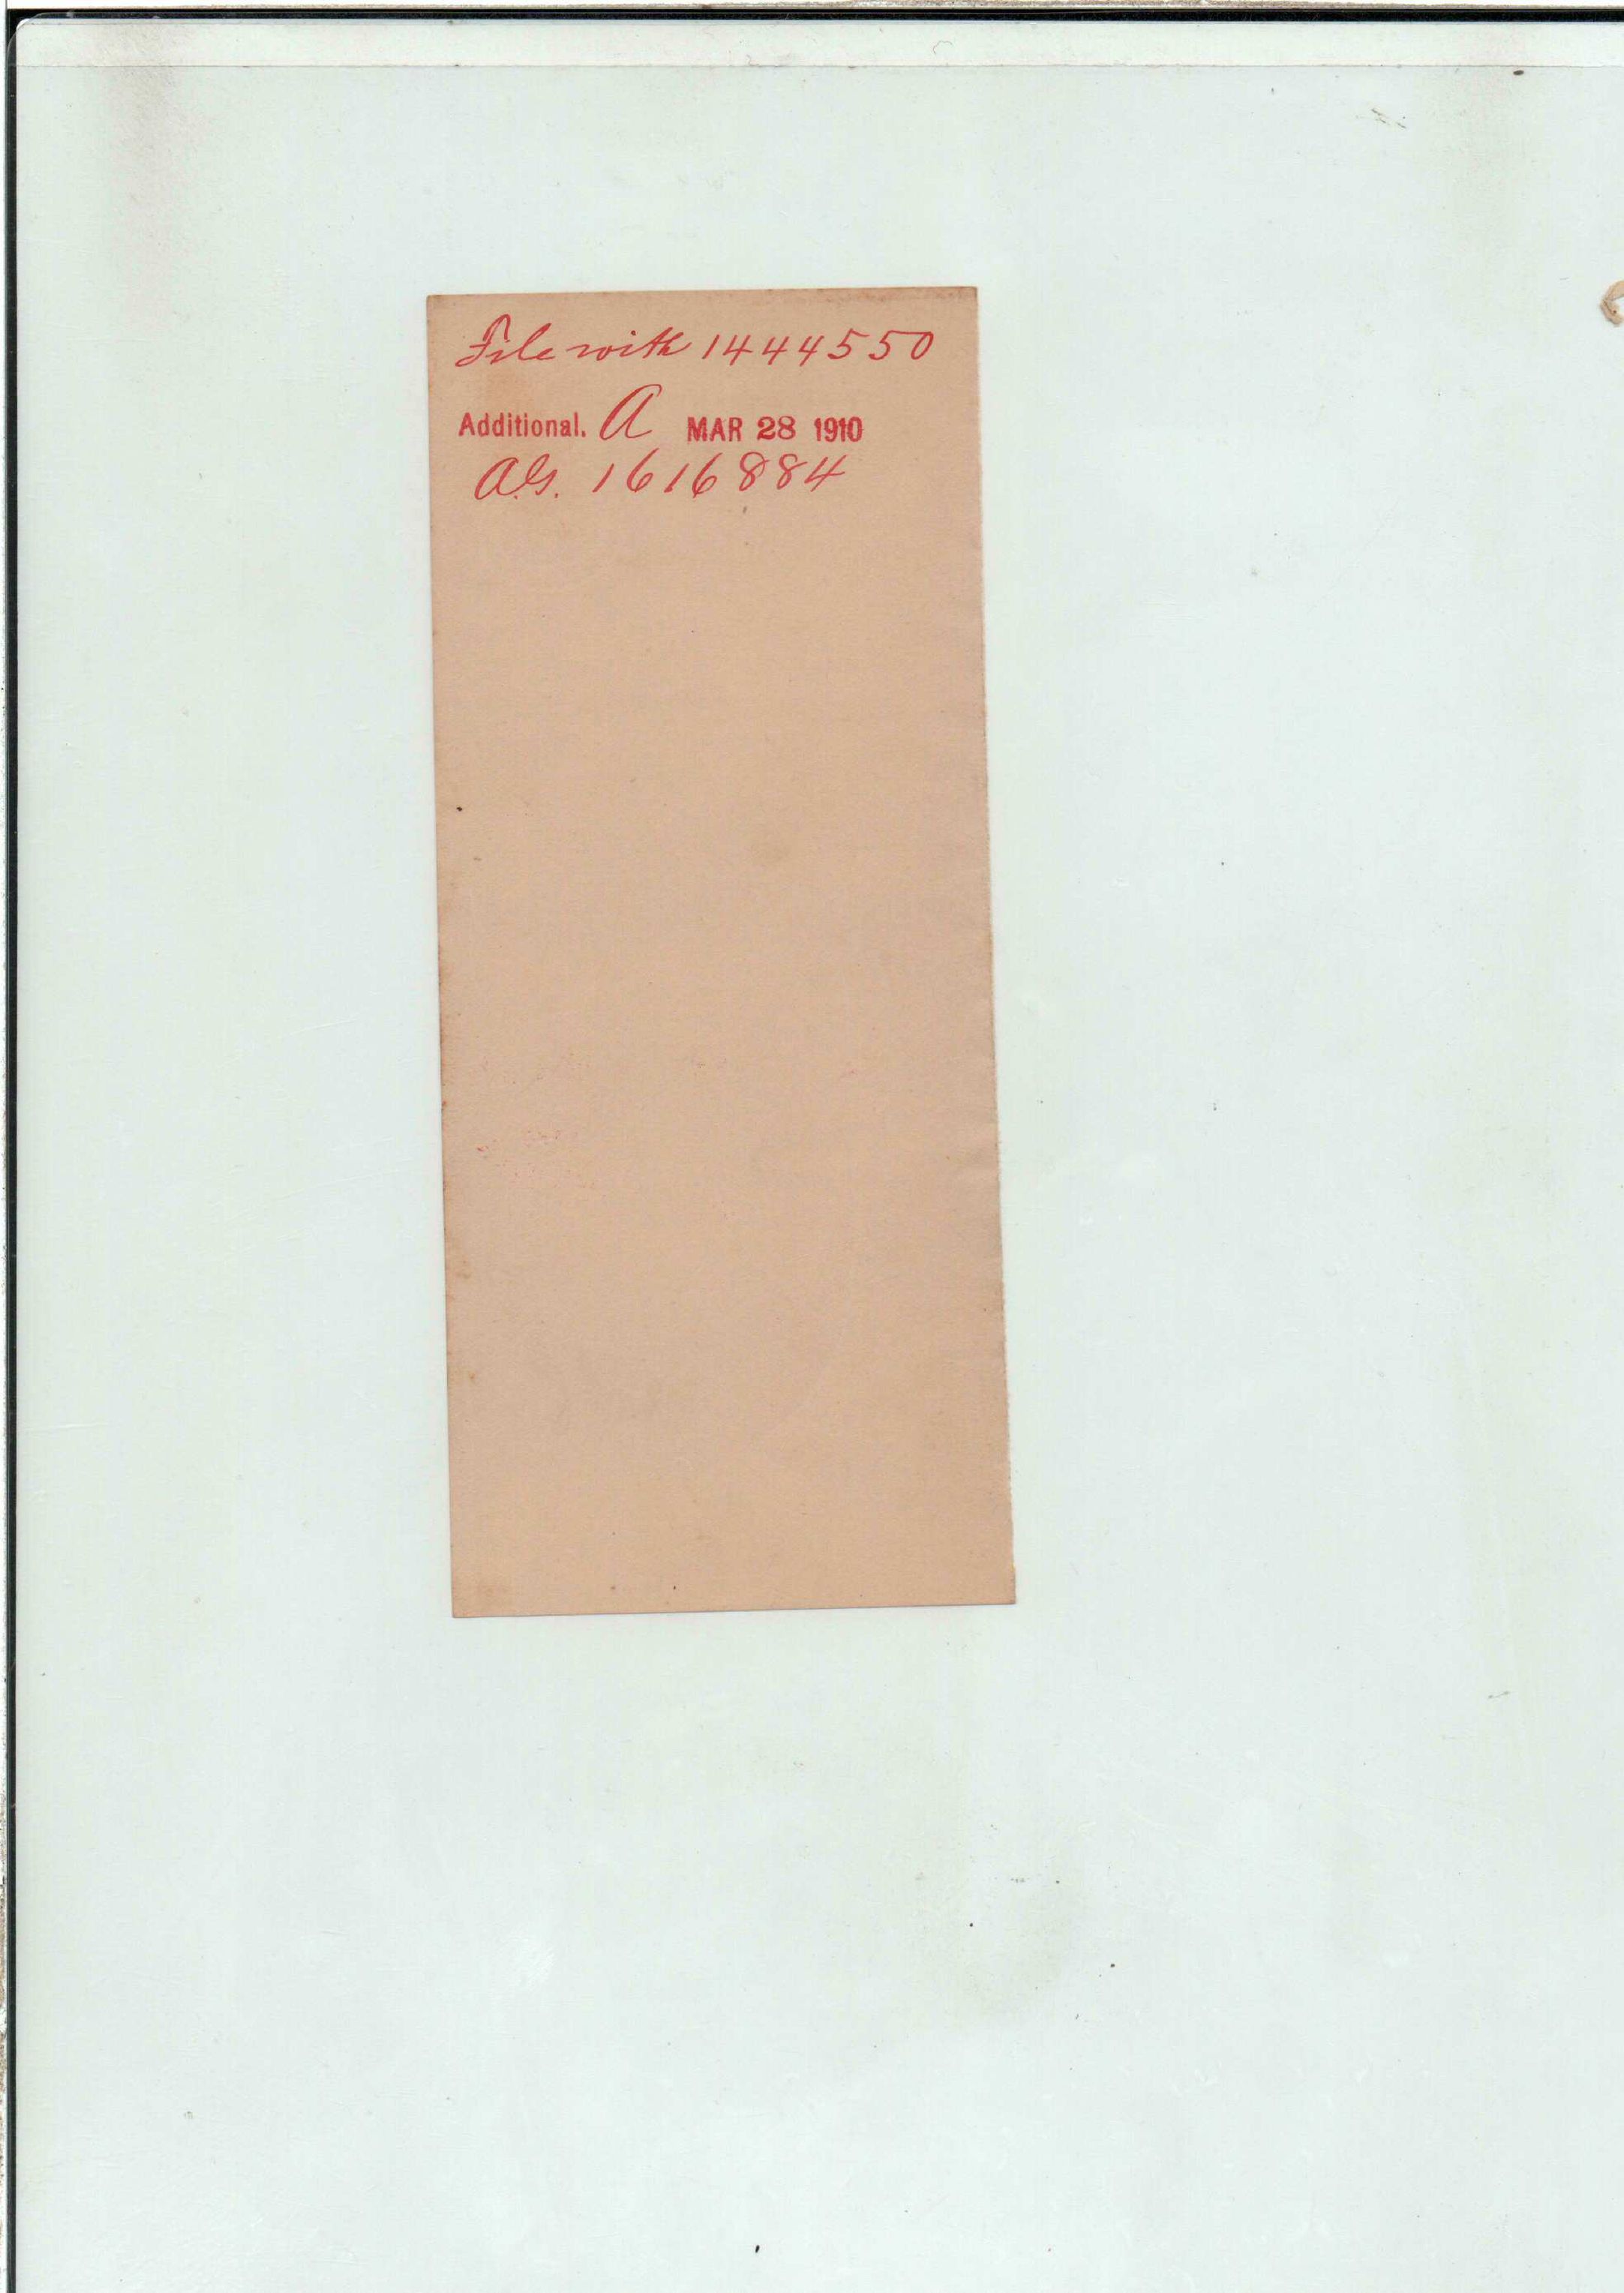 File with 1444550
Additional. A MAR 28 1910
A.G. 1616884